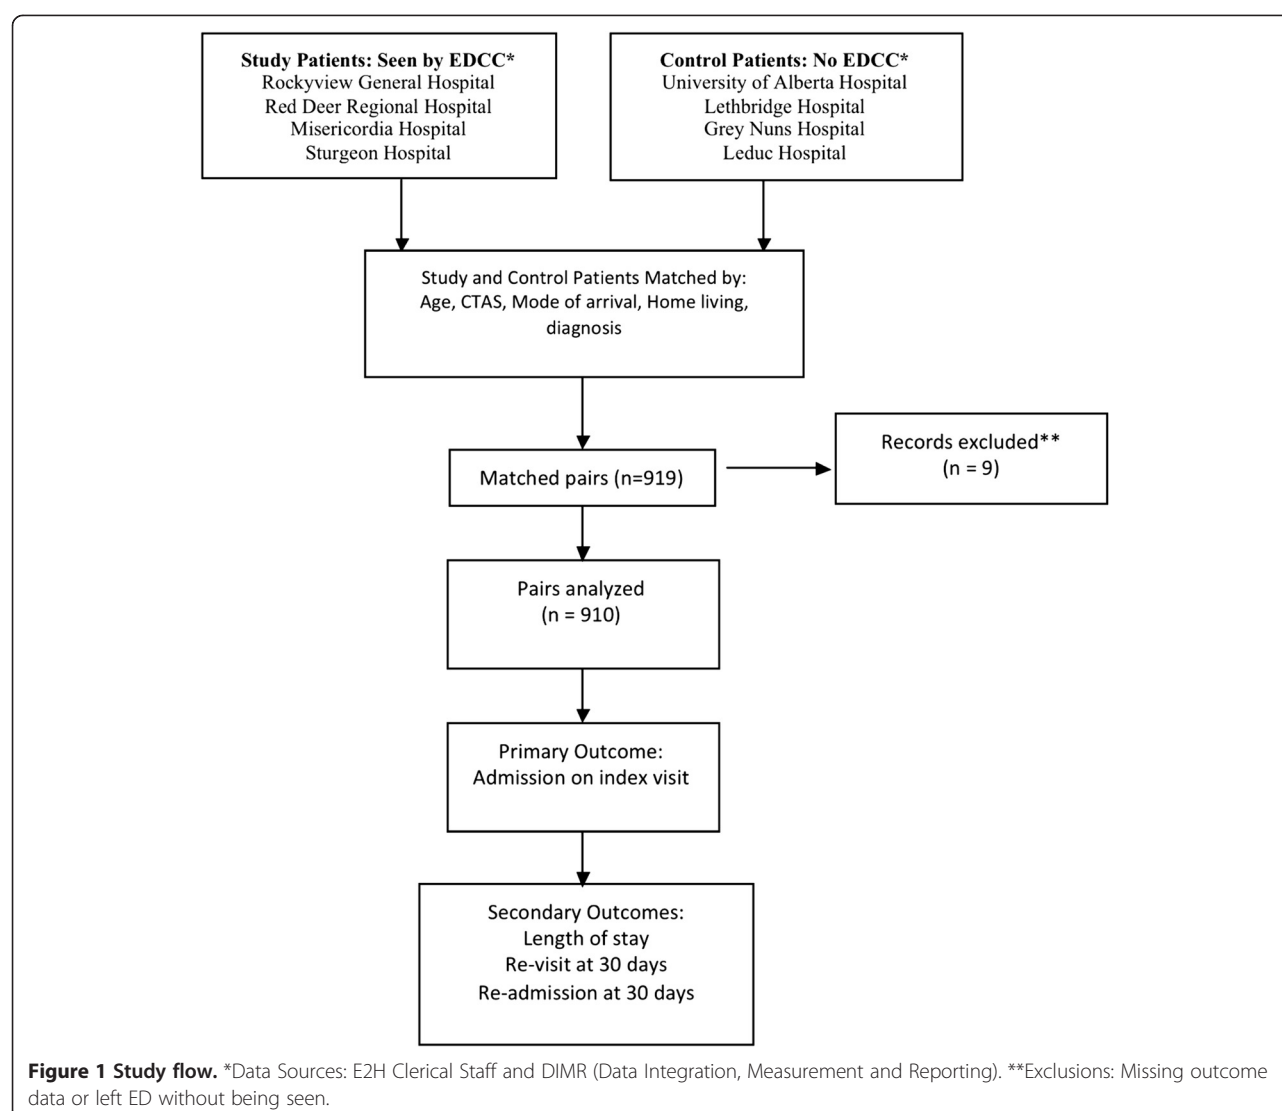 Study Patients: Seen by EDCC*
Rockyview General Hospital
Red Deer Regional Hospital
Misericordia Hospital
Sturgeon Hospital
Control Patients: No EDCC*
University of Alberta Hospital
Lethbridge Hospital
Grey Nuns Hospital
Leduc Hospital
Study and Control Patients Matched by:
Age, CTAS, Mode of arrival, Home living,
diagnosis
Matched pairs (n=919)
Records excluded**
(n = 9)
Pairs analyzed
(n = 910)
Primary Outcome:
Admission on index visit
Secondary Outcomes:
Length of stay
Re-visit at 30 days
Re-admission at 30 days
Figure 1 Study flow. *Data Sources: E2H Clerical Staff and DIMR (Data Integration, Measurement and Reporting). **Exclusions: Missing outcome
data or left ED without being seen.